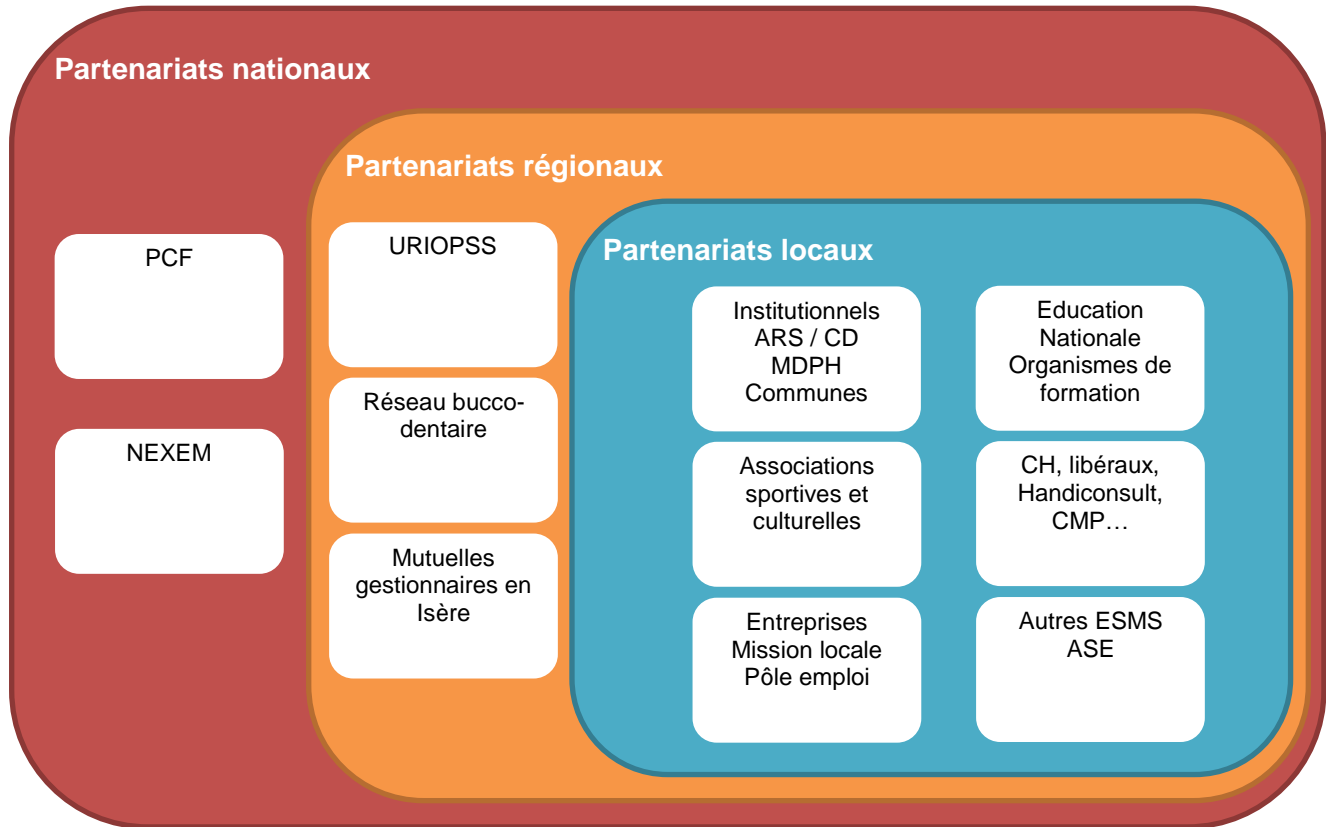 Partenariats nationaux
PCF
NEXEM
Partenariats régionaux
URIOPSS
Réseau bucco-
dentaire
Mutuelles
gestionnaires en
Isère
Partenariats locaux
Institutionnels
ARS / CD
MDPH
Communes
Education
Nationale
Organismes de
formation
Associations
sportives et
culturelles
CH, libéraux,
Handiconsult,
CMP…
Entreprises
Mission locale
Pôle emploi
Autres ESMS
ASE